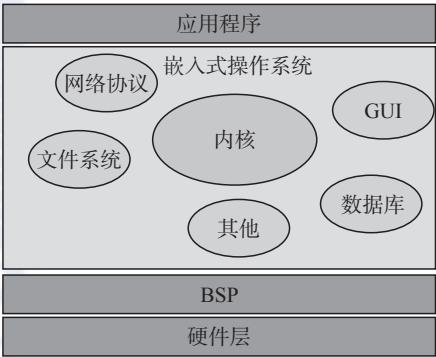 应用程序
嵌入式操作系统
网络协议
GUI
内核
文件系统
数据库
其他
BSP
硬件层